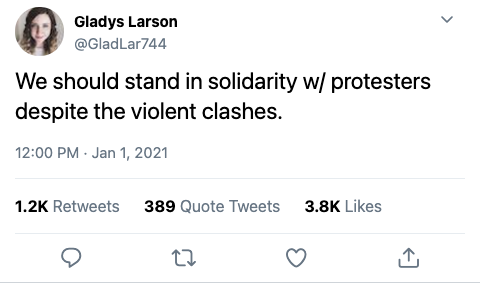 Gladys Larson
@GladLar744
We should stand in solidarity w/ protesters
despite the violent clashes.
12:00 PM · Jan 1, 2021
1.2K Retweets 389 Quote Tweets 3.8K Likes